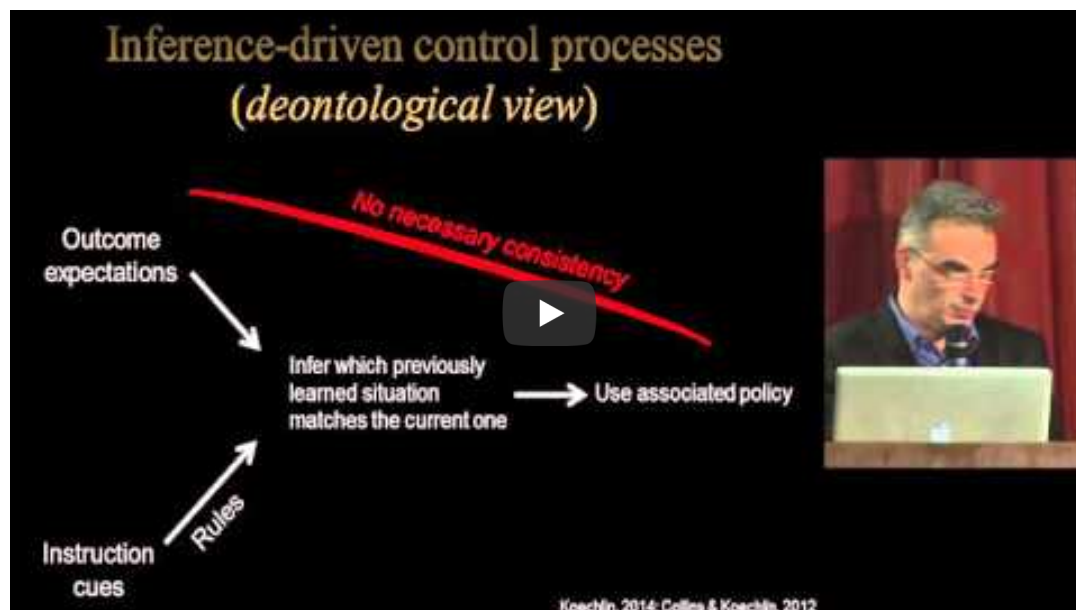 Inference-driven control processes
(deontological view)
No necessary consistency
Outcome
expectations
Infer which previously
learned situation
matches the current one
Use associated policy
Rules
Instruction
cues
Koechlin, 2014; Collins & Koechlin, 2012